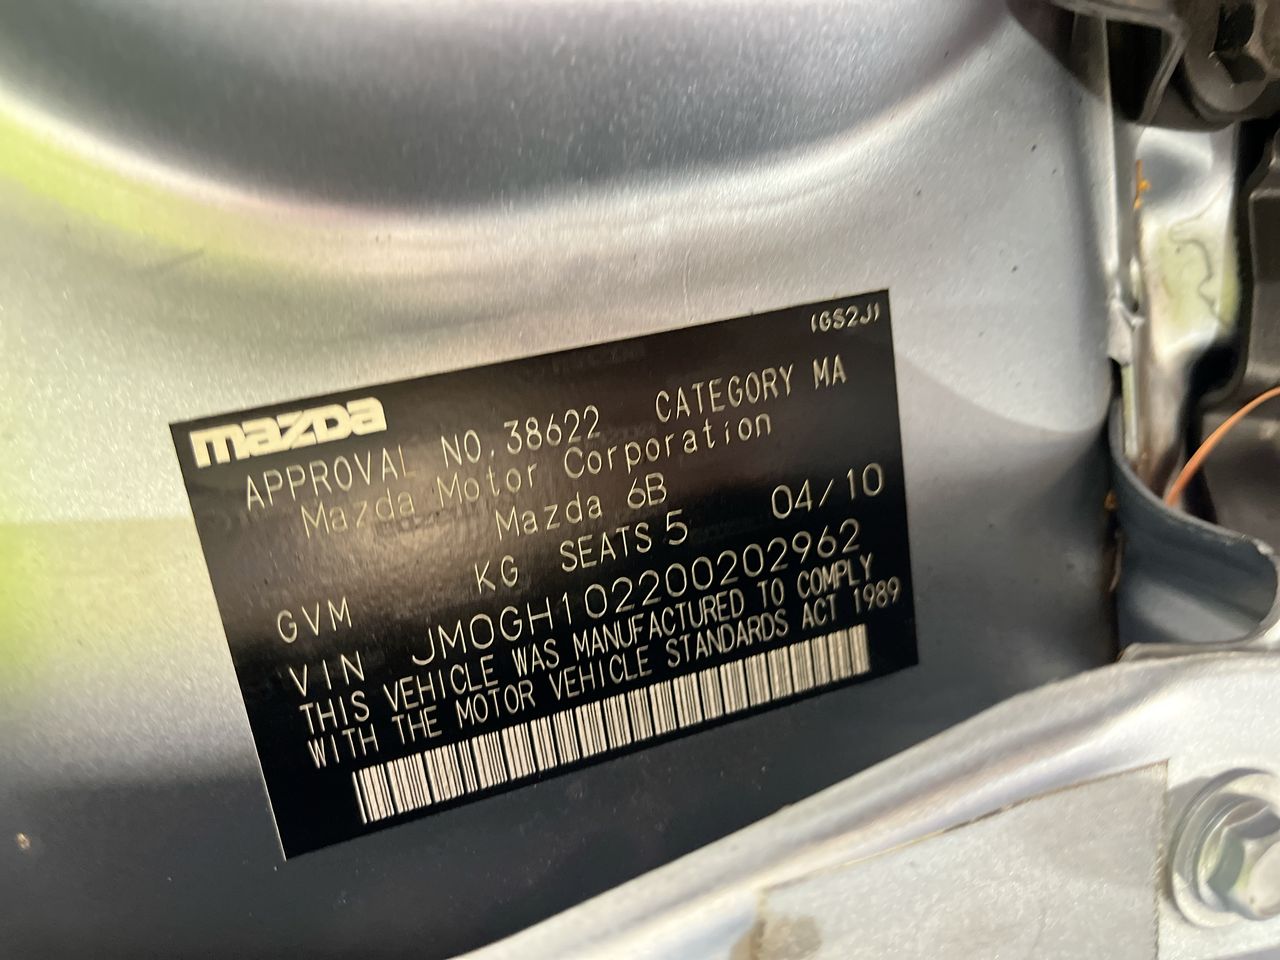 (GS2J)
mazda
APPROVAL NO.38622 CATEGORY MA
Mazda Motor Corporation
Mazda 6B
GVM KG SEATS 5 04/10
VIN JM0GH102200202962
THIS VEHICLE WAS MANUFACTURED TO COMPLY
WITH THE MOTOR VEHICLE STANDARDS ACT 1989